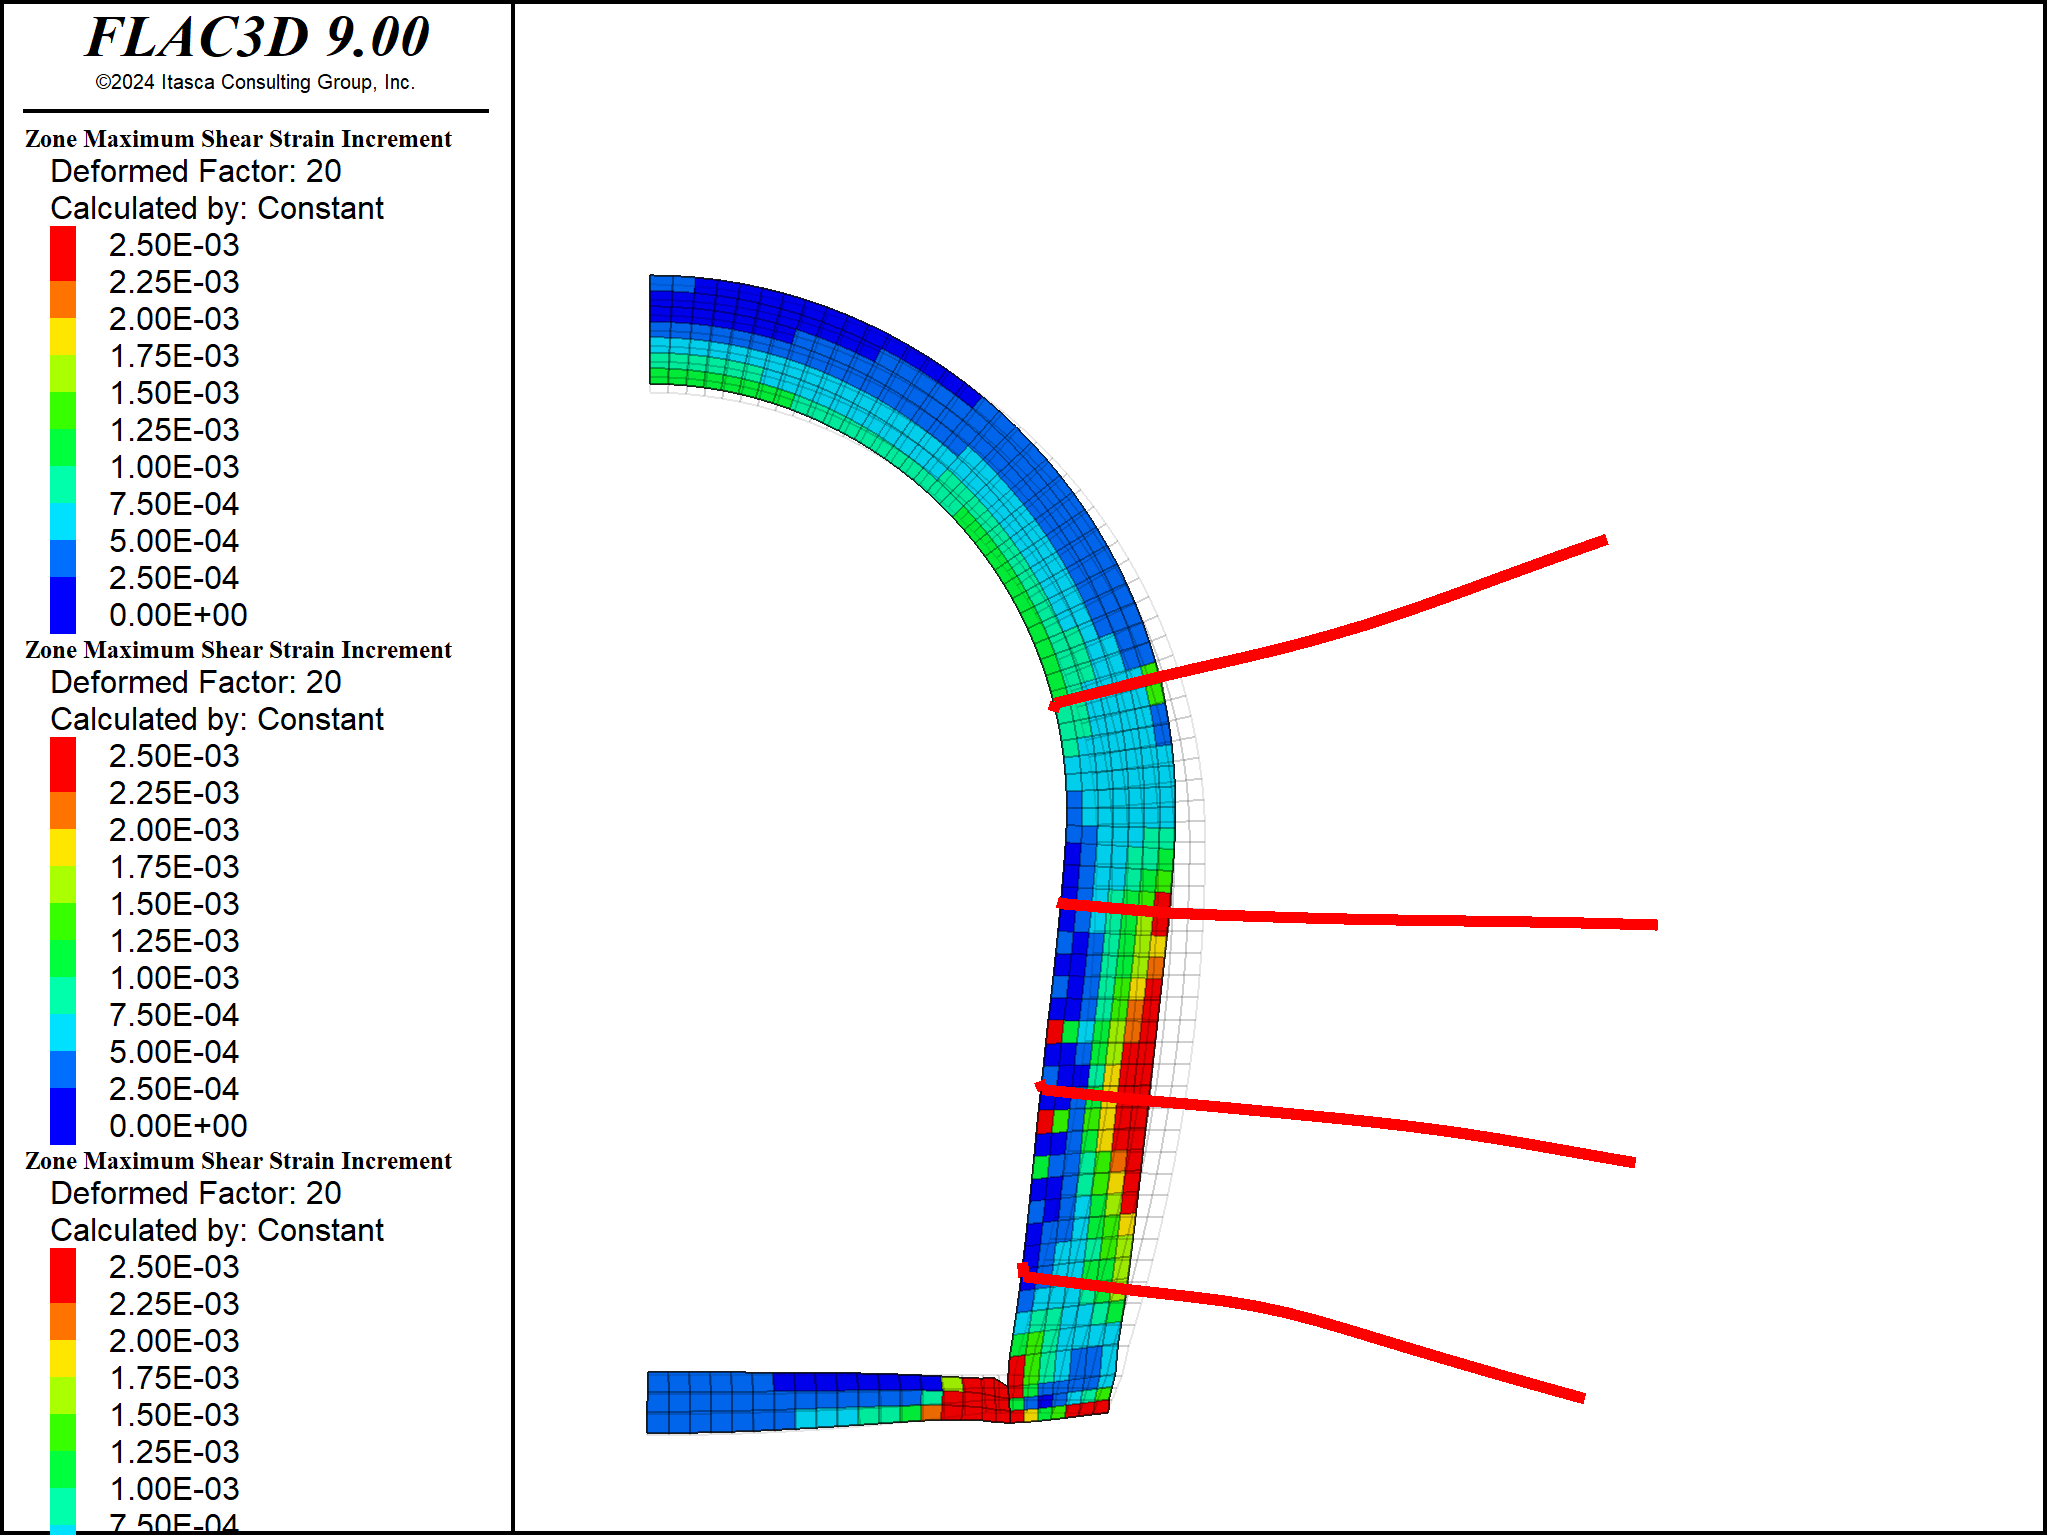 FLAC3D 9.00
©2024 Itasca Consulting Group, Inc.
Zone Maximum Shear Strain Increment
Deformed Factor: 20
Calculated by: Constant
2.50E-03
2.25E-03
2.00E-03
1.75E-03
1.50E-03
1.25E-03
1.00E-03
7.50E-04
5.00E-04
2.50E-04
0.00E+00
Zone Maximum Shear Strain Increment
Deformed Factor: 20
Calculated by: Constant
2.50E-03
2.25E-03
2.00E-03
1.75E-03
1.50E-03
1.25E-03
1.00E-03
7.50E-04
5.00E-04
2.50E-04
0.00E+00
Zone Maximum Shear Strain Increment
Deformed Factor: 20
Calculated by: Constant
2.50E-03
2.25E-03
2.00E-03
1.75E-03
1.50E-03
1.25E-03
1.00E-03
7.50E-04